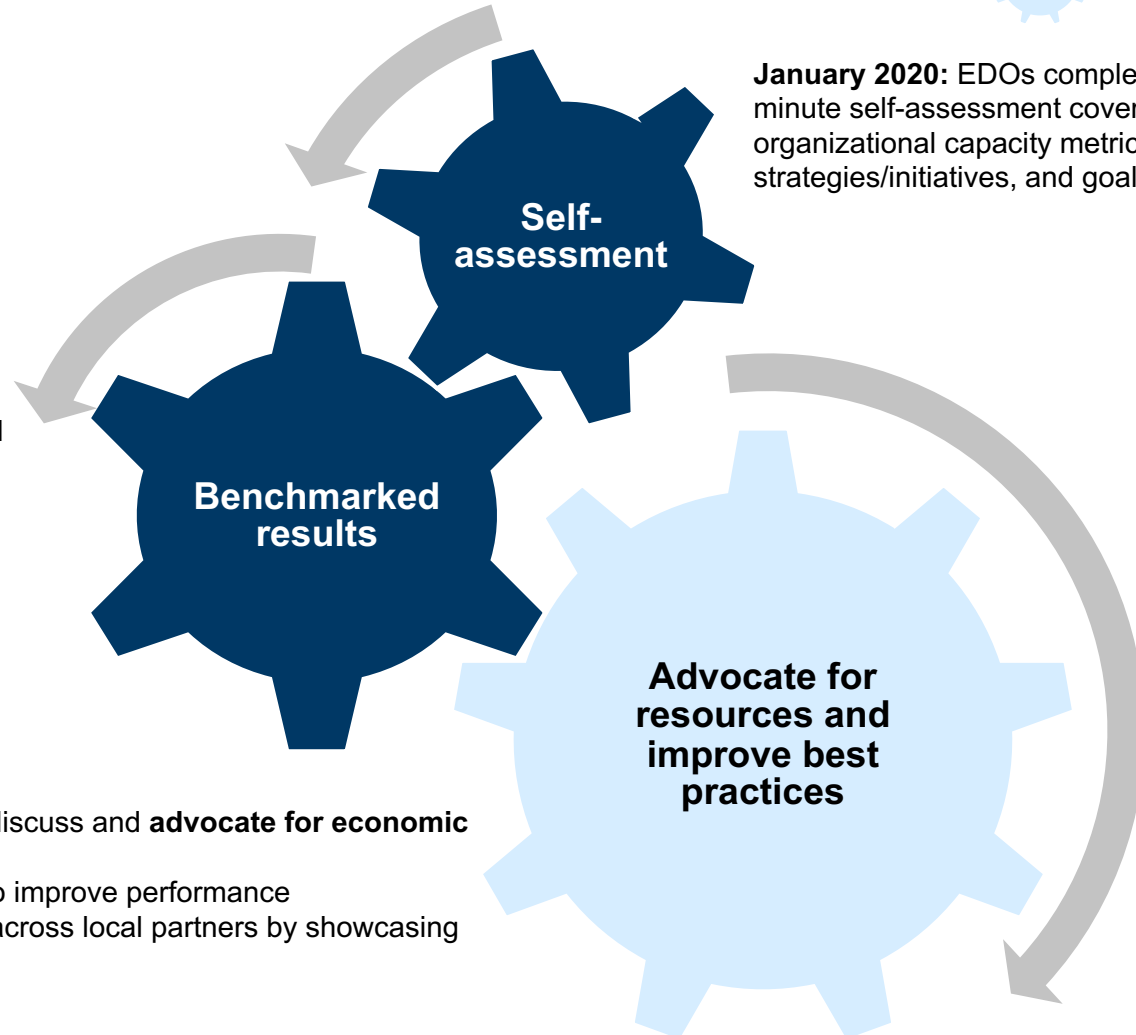 January 2020: EDOs comple
minute self-assessment cover
organizational capacity metric
strategies/initiatives, and goal
Self-
assessment
Benchmarked
results
Advocate for
resources and
improve best
practices
discuss and advocate for economic
improve performance
across local partners by showcasing